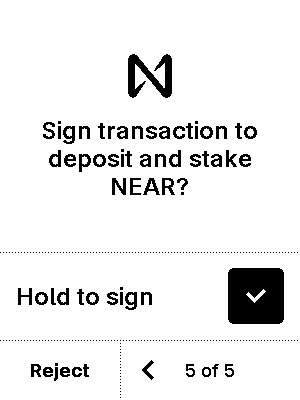 Sign transaction to
deposit and stake
NEAR?
Hold to sign
Reject
5 of 5